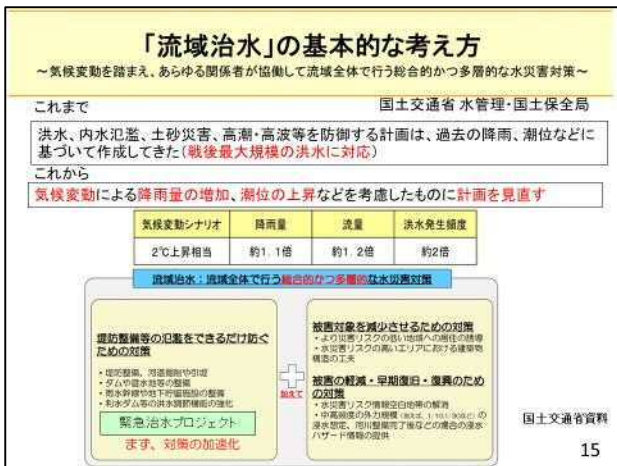 「流域治水」の基本的な考え方
～気候変動を踏まえ、あらゆる関係者が協働して流域全体で行う総合的かつ多層的な水災害対策～
国土交通省 水管理・国土保全局
これまで
洪水、内水氾濫、土砂災害、高潮・高波等を防御する計画は、過去の降雨、潮位などに
基づいて作成してきた(戦後最大規模の洪水に対応)
これから
気候変動による降雨量の増加、潮位の上昇などを考慮したものに計画を見直す
気候変動シナリオ 降雨量 流量 洪水発生頻度
2℃上昇相当 約1.1倍 約1.2倍 約2倍
流域治水：流域全体で行う総合的かつ多層的な水災害対策
堤防整備等の氾濫をできるだけ防ぐ
ための対策
・堤防整備、河道掘削や引堤
・ダムや遊水地等の整備
・雨水幹線や地下貯留施設の整備
・利水ダム等の洪水調節機能の強化
緊急治水プロジェクト
まず、対策の加速化
加えて
被害対象を減少させるための対策
・より災害リスクの低い地域への居住の誘導
・水災害リスクの高いエリアにおける建築物
構造の工夫
被害の軽減・早期復旧・復興のため
の対策
・水災害リスク情報空白地帯の解消
・中高頻度の外力規模
の
浸水想定、河川整備完了後などの場合の浸水
ハザード情報の提供
国土交通省資料
15